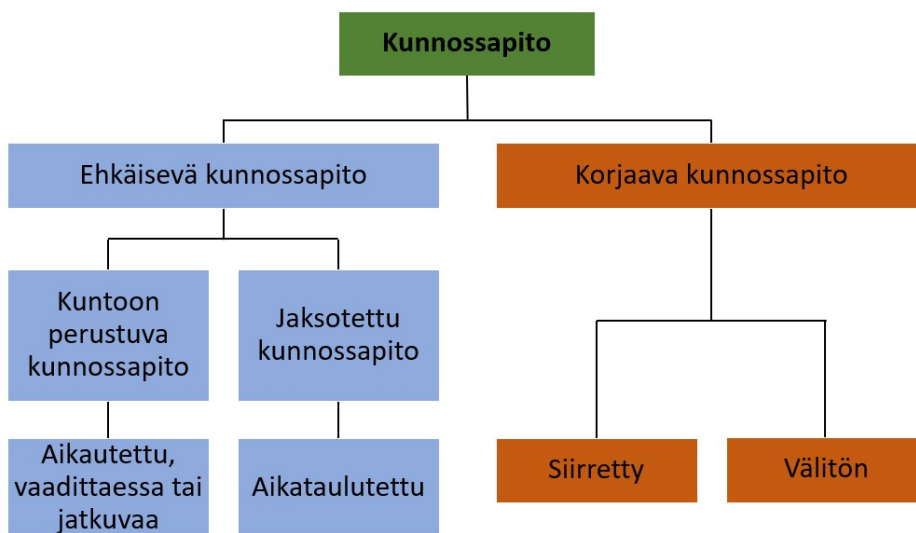 Kunnossapito
Ehkäisevä kunnossapito
Korjaava kunnossapito
Kuntoon
perustuva
kunnossapito
Jaksotettu
kunnossapito
Aikautettu,
vaadittaessa tai
jatkuvaa
Aikataulutettu
Siirretty
Välitön